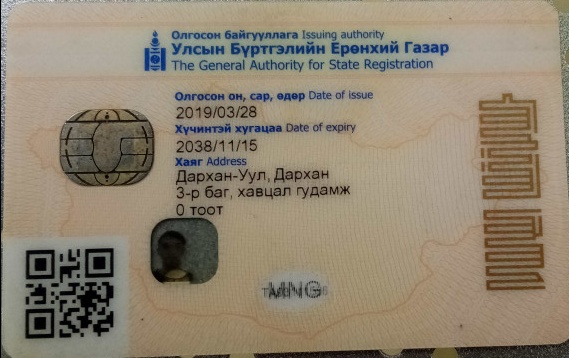 Олгосон байгууллага Issuing authority
Улсын Бүртгэлийн Ерөнхий Газар
The General Authority for State Registration
Олгосон он, сар, өдөр Date of issue
2019/03/28
Хүчинтэй хугацаа Date of expiry
2038/11/15
Хаяг Address
Дархан-Уул, Дархан
3-р баг, хавцал гудамж
0 тоот
MNG